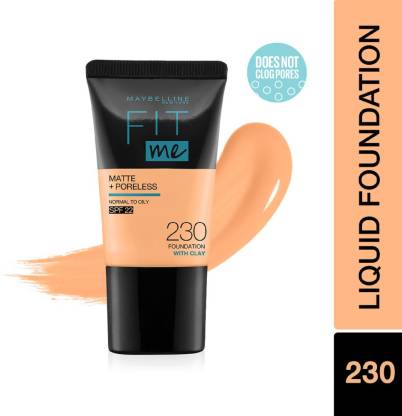 MAYBELLINE
NEW YORK
FIT
me
MATTE
+ PORELESS
NORMAL TO OILY
SPF 22
230
FOUNDATION
WITH CLAY
DOES NOT
CLOG PORES
LIQUID FOUNDATION
230